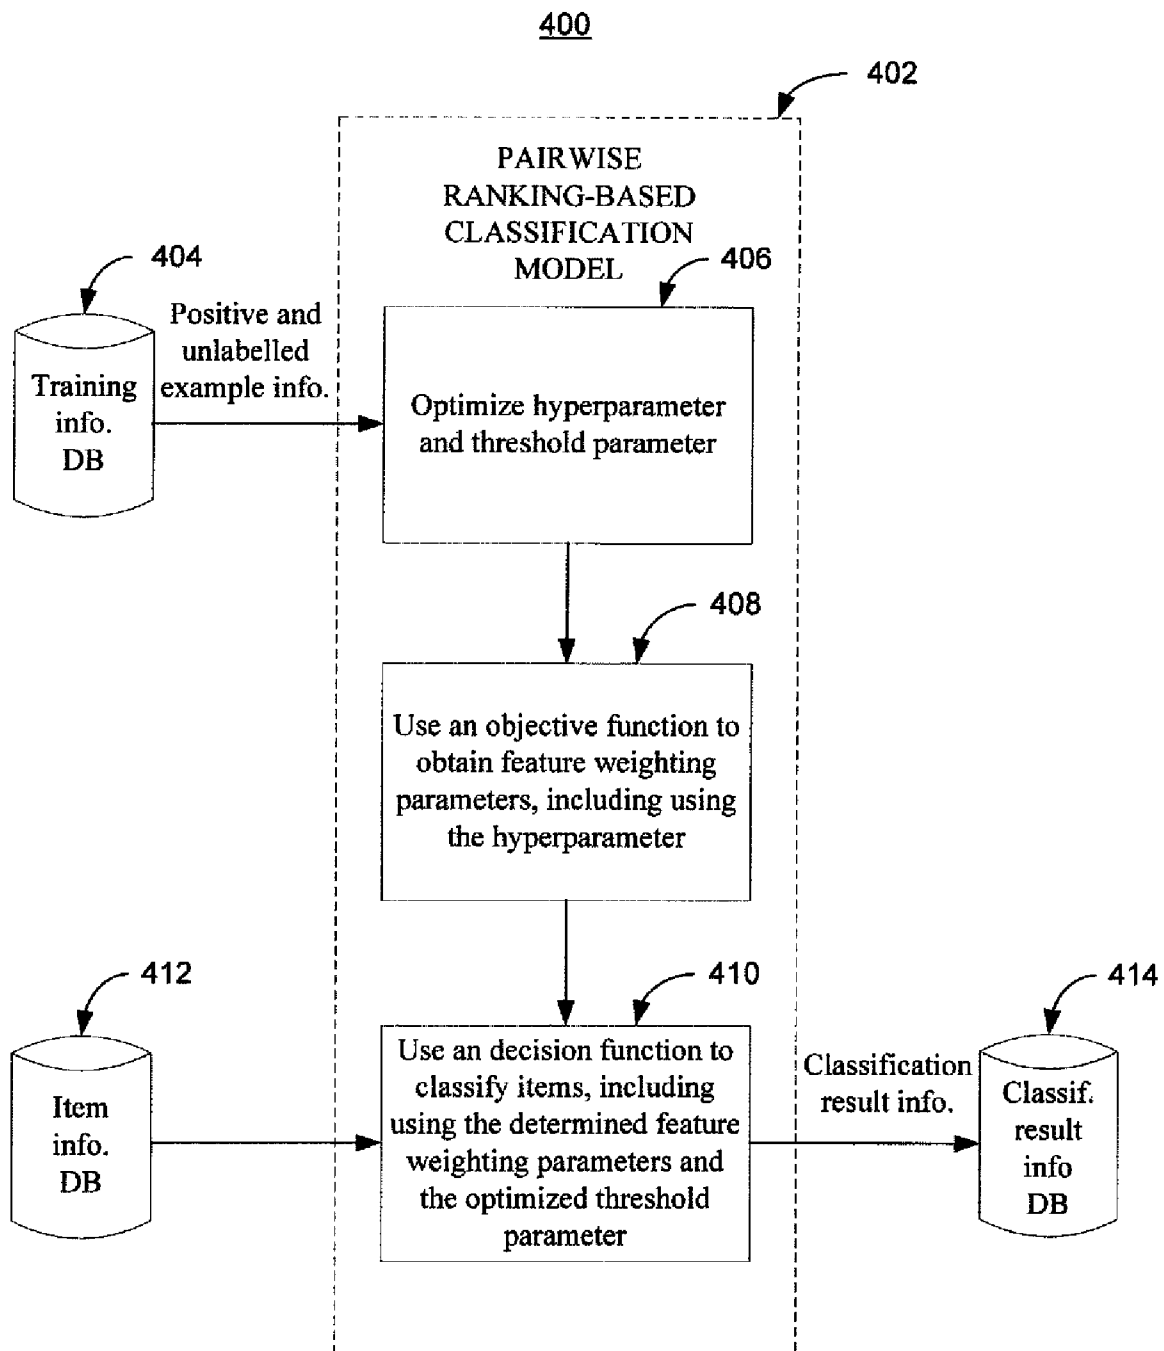 400
402
PAIRWISE
RANKING-BASED
CLASSIFICATION
MODEL
404
406
Positive and
unlabelled
example info.
Training
info.
DB
Optimize hyperparameter
and threshold parameter
408
Use an objective function to
obtain feature weighting
parameters, including using
the hyperparameter
412
410
414
Item
info.
DB
Use an decision function to
classify items, including
using the determined feature
weighting parameters and
the optimized threshold
parameter
Classification
result info.
Classif.
result
info
DB